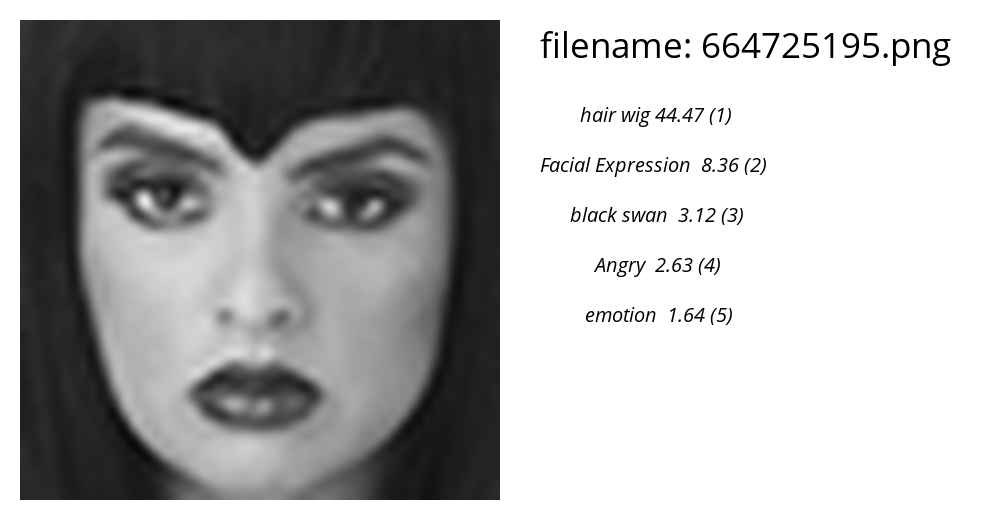 filename: 664725195.png
hair wig 44.47 (1)
Facial Expression 8.36 (2)
black swan 3.12 (3)
Angry 2.63 (4)
emotion 1.64 (5)